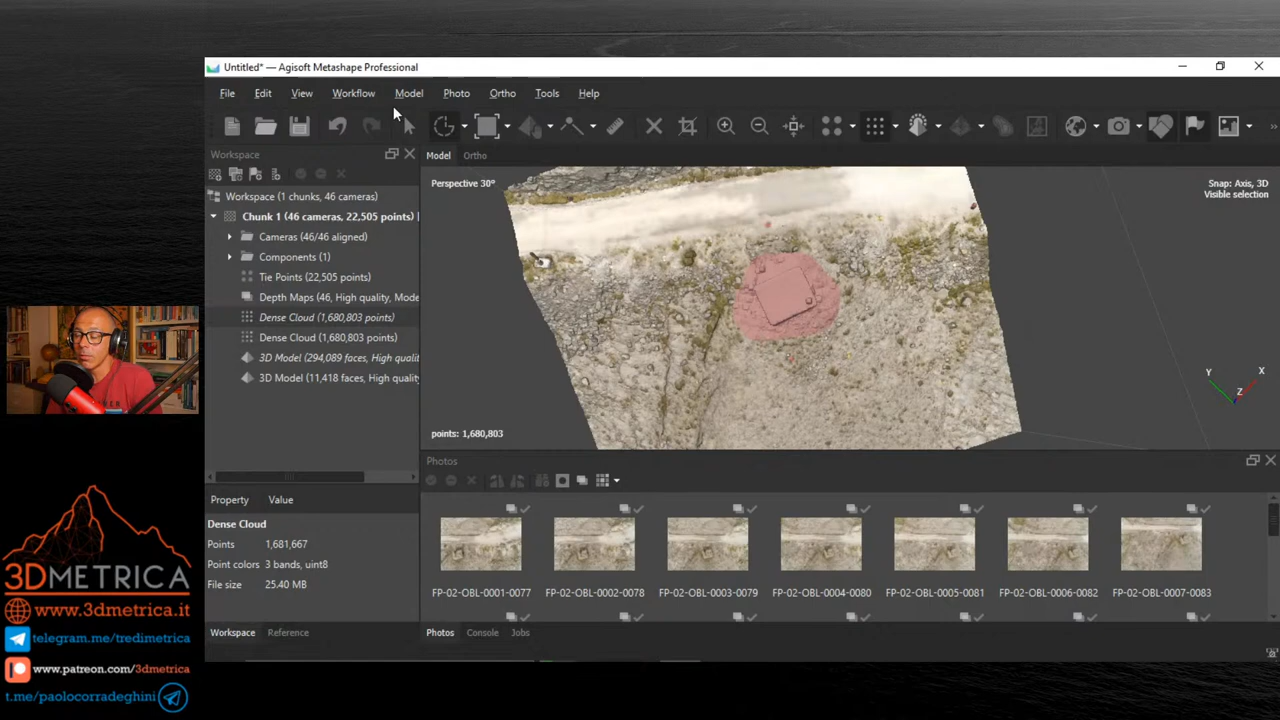 Untitled* — Agisoft Metashape Professional
File Edit View Workflow Model Photo Ortho Tools Help
Workspace
Model Ortho
Perspective 30°
Snap: Axis, 3D
Visible selection
Workspace (1 chunks, 46 cameras)
Chunk 1 (46 cameras, 22,505 points) [
Cameras (46/46 aligned)
Components (1)
Tie Points (22,505 points)
Depth Maps (46, High quality, Mode
Dense Cloud (1,680,803 points)
Dense Cloud (1,680,803 points)
3D Model (294,089 faces, High qualit
3D Model (11,418 faces, High quality
Y
X
Z
points: 1,680,803
Photos
Property Value
Dense Cloud
Points 1,681,667
Point colors 3 bands, uint8
File size 25.40 MB
FP-02-OBL-0001-0077
FP-02-OBL-0002-078
FP-02-OBL-0003-0079
FP-02-OBL-0004-0080
FP-02-OBL-0005-0081
FP-02-OBL-0006-0082
FP-02-OBL-0007-0083
Workspace Reference
Photos Console Jobs
3DMETRICA
www.3dmetrica.it
telegram.me/tredimetrica
www.patreon.com/3dmetrica
t.me/paolocorradeghini